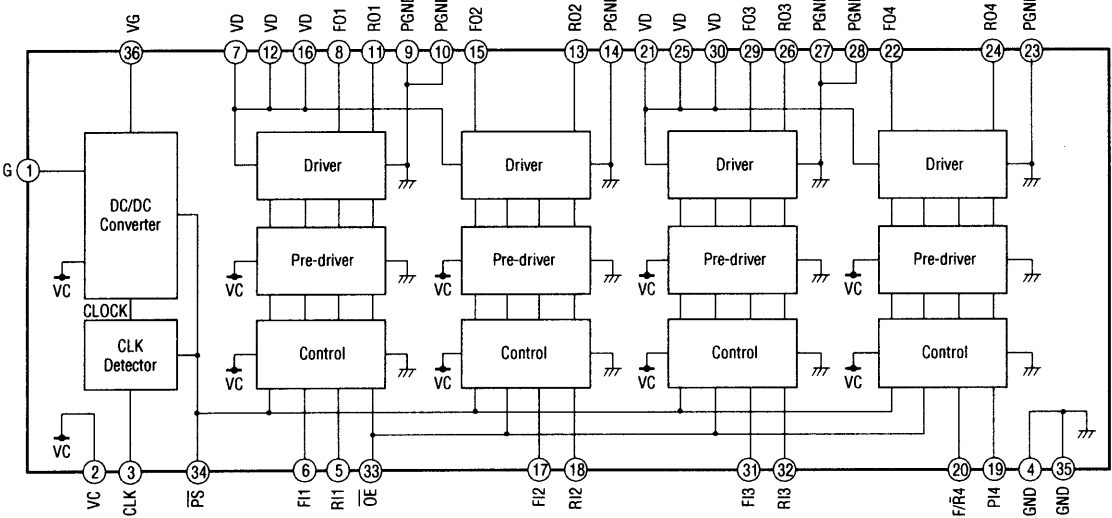 VG VD VD VD FO1 RO1 PGND PGND FO2 RO2 PGND VD VD VD FO3 RO3 PGND PGND FO4 RO4 PGND
36 7 12 16 8 11 9 10 15 13 14 21 25 30 29 26 27 28 22 24 23
G 1
DC/DC
Converter
Driver Driver Driver Driver
Pre-driver Pre-driver Pre-driver Pre-driver
VC VC VC VC VC
CLOCK
CLK
Detector
Control Control Control Control
VC VC VC VC
VC
2 3 34 6 5 33 17 18 31 32 20 19 4 35
VC CLK P̅S̅ FI1 RI1 O̅E̅ FI2 RI2 FI3 RI3 F/R̅4 PI4 GND GND